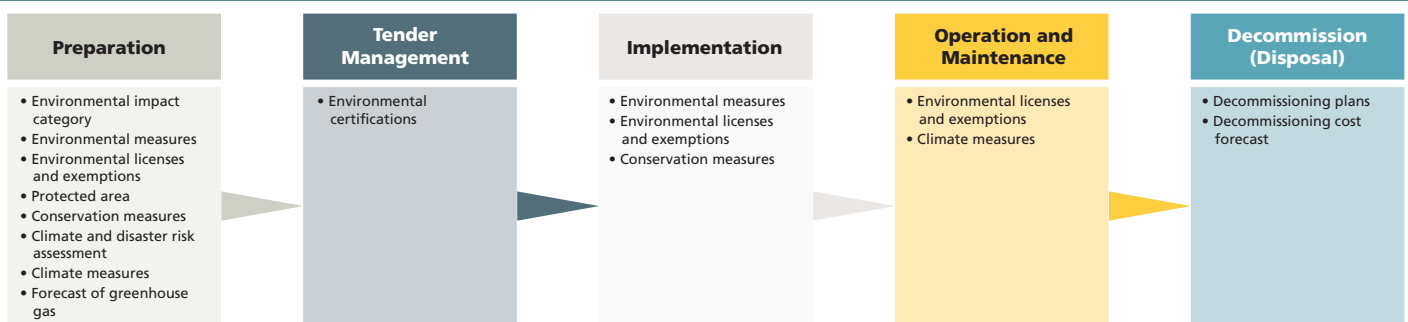 Preparation
• Environmental impact
category
• Environmental measures
• Environmental licenses
and exemptions
• Protected area
• Conservation measures
• Climate and disaster risk
assessment
• Climate measures
• Forecast of greenhouse
gas
Tender
Management
• Environmental
certifications
Implementation
• Environmental measures
• Environmental licenses
and exemptions
• Conservation measures
Operation and
Maintenance
• Environmental licenses
and exemptions
• Climate measures
Decommission
(Disposal)
• Decommissioning plans
• Decommissioning cost
forecast